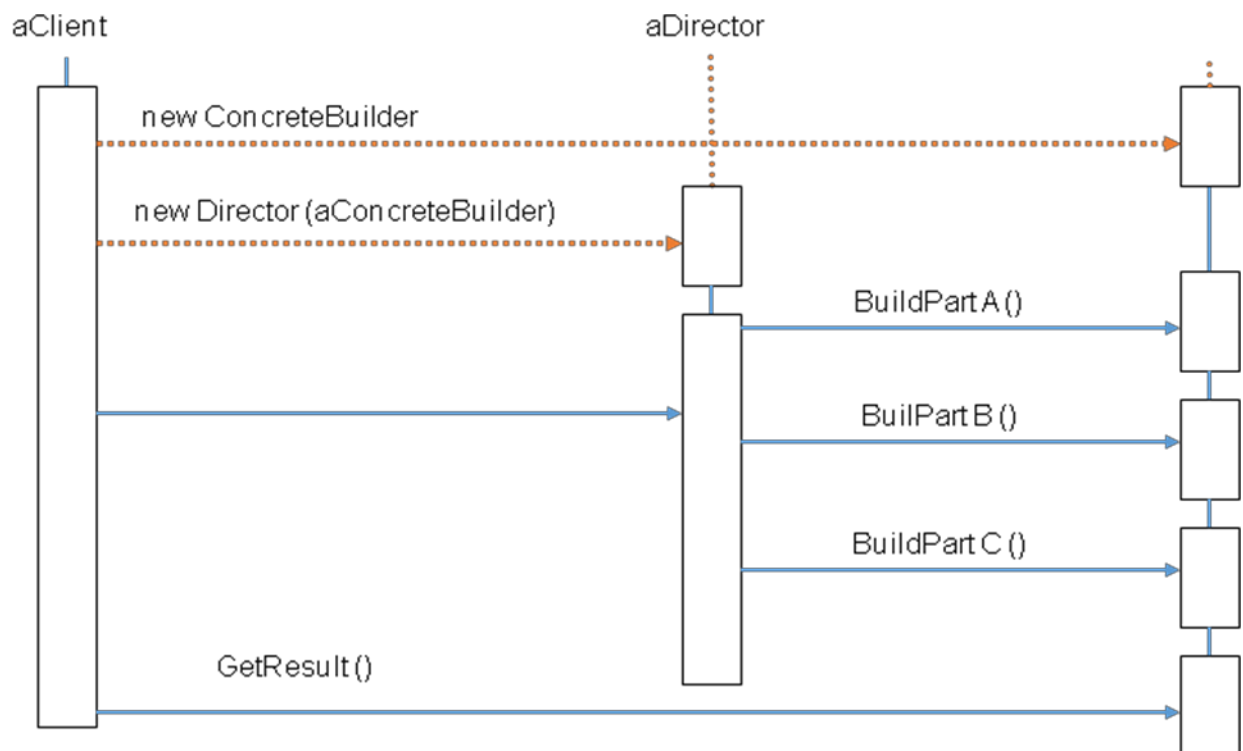 aClient
aDirector
new ConcreteBuilder
new Director (aConcreteBuilder)
BuildPart A ()
BuilPart B ()
BuildPart C ()
GetResult ()